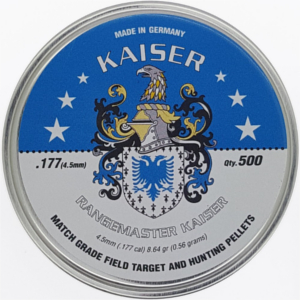 MADE IN GERMANY
KAISER
.177(4.5mm)
Qty. 500
RANGEMASTER KAISER
4.5mm (.177 cal) 8.64 gr (0.56 grams)
MATCH GRADE FIELD TARGET AND HUNTING PELLETS